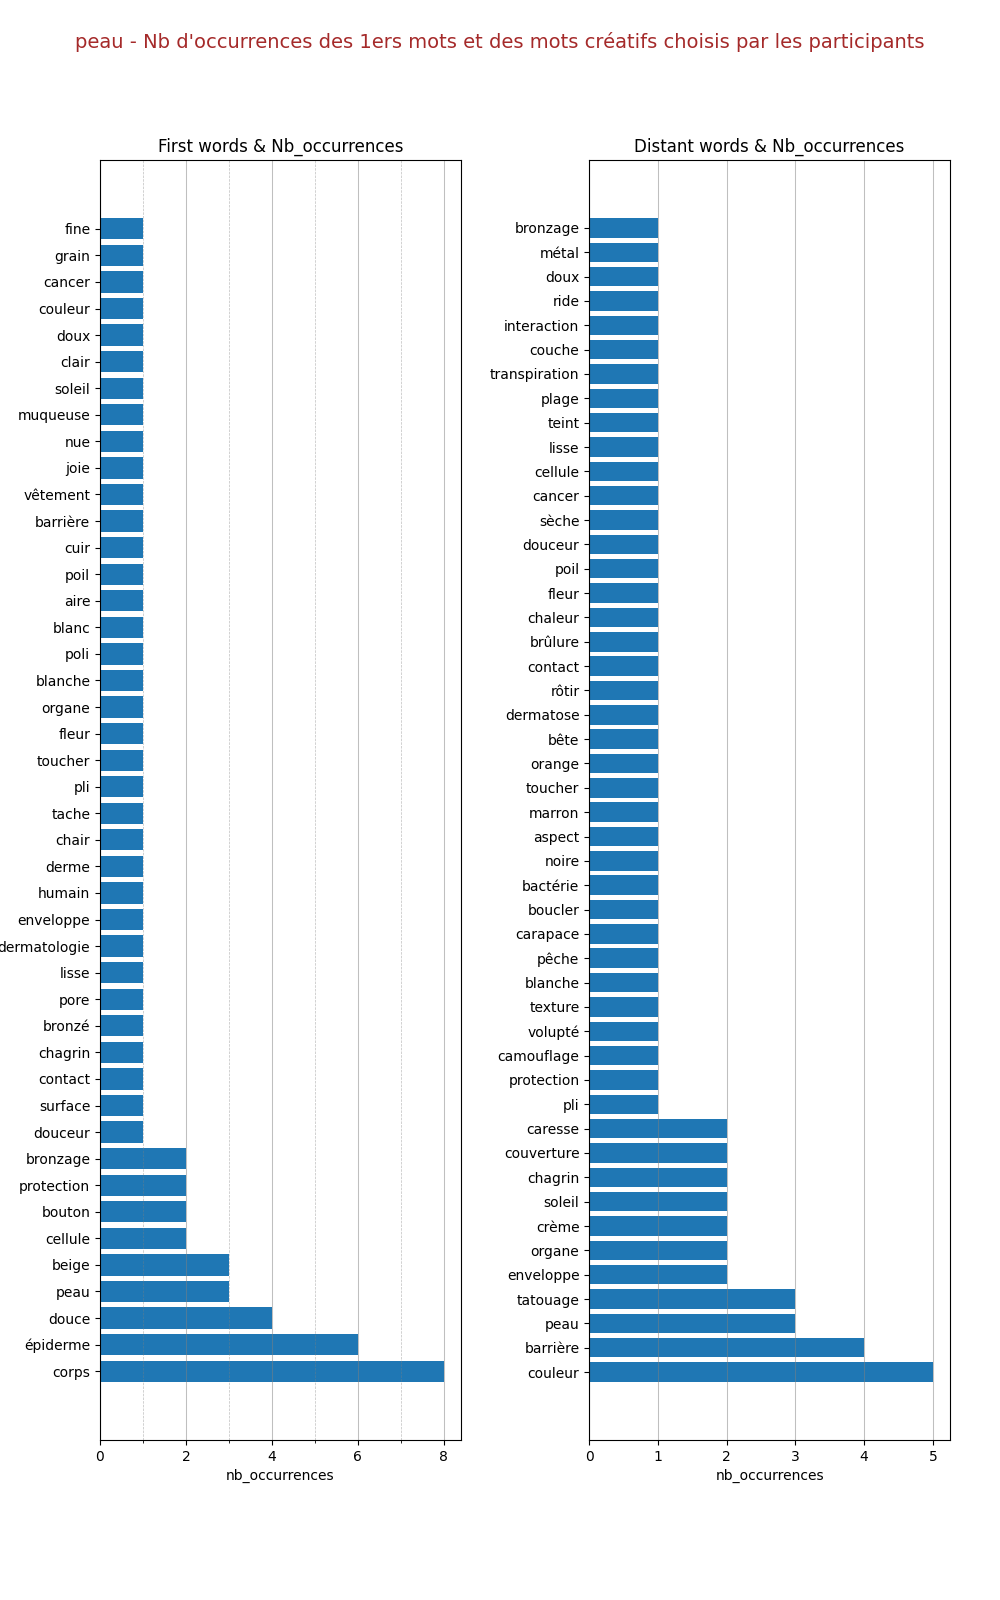 peau - Nb d'occurrences des 1ers mots et des mots créatifs choisis par les participants
First words & Nb_occurrences
fine
grain
cancer
couleur
doux
clair
soleil
muqueuse
nue
joie
vêtement
barrière
cuir
poil
aire
blanc
poli
blanche
organe
fleur
toucher
pli
tache
chair
derme
humain
enveloppe
dermatologie
lisse
pore
bronzé
chagrin
contact
surface
douceur
bronzage
protection
bouton
cellule
beige
peau
douce
épiderme
corps
0 2 4 6 8
nb_occurrences
Distant words & Nb_occurrences
bronzage
métal
doux
ride
interaction
couche
transpiration
plage
teint
lisse
cellule
cancer
sèche
douceur
poil
fleur
chaleur
brûlure
contact
rôtir
dermatose
bête
orange
toucher
marron
aspect
noire
bactérie
boucler
carapace
pêche
blanche
texture
volupté
camouflage
protection
pli
caresse
couverture
chagrin
soleil
crème
organe
enveloppe
tatouage
peau
barrière
couleur
0 1 2 3 4 5
nb_occurrences